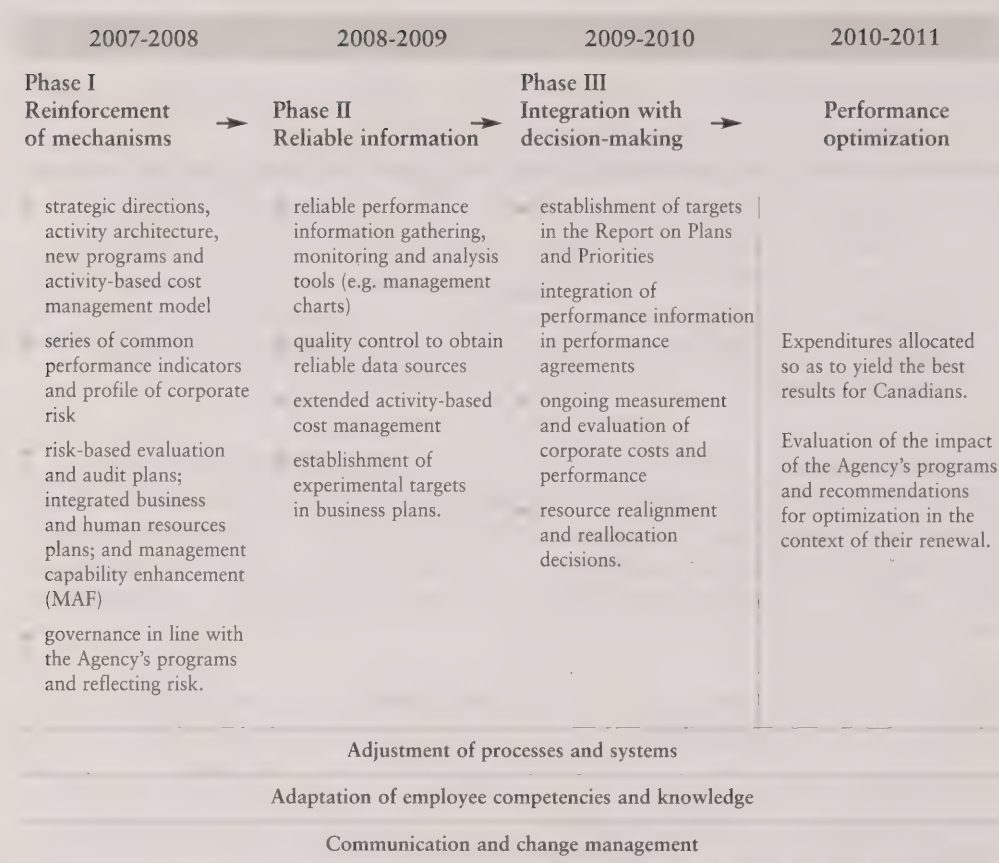 2007-2008
2008-2009
2009-2010
2010-2011
Phase I
Reinforcement
of mechanisms
Phase II
Reliable information
Phase III
Integration with
decision-making
Performance
optimization
strategic directions,
activity architecture,
new programs and
activity-based cost
management model
series of common
performance indicators
and profile of corporate
risk
risk-based evaluation
and audit plans;
integrated business
and human resources
plans; and management
capability enhancement
(MAF)
governance in line with
the Agency's programs
and reflecting risk.
reliable performance
information gathering,
monitoring and analysis
tools (e.g. management
charts)
quality control to obtain
reliable data sources
extended activity-based
cost management
establishment of
experimental targets
in business plans.
establishment of targets
in the Report on Plans
and Priorities
integration of
performance information
in performance
agreements
ongoing measurement
and evaluation of
corporate costs and
performance
resource realignment
and reallocation
decisions.
Expenditures allocated
so as to yield the best
results for Canadians.
Evaluation of the impact
of the Agency's programs
and recommendations
for optimization in the
context of their renewal.
Adjustment of processes and systems
Adaptation of employee competencies and knowledge
Communication and change management